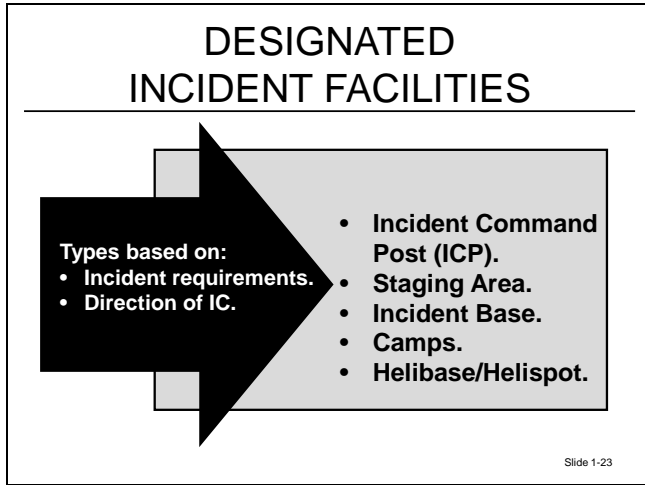 DESIGNATED
INCIDENT FACILITIES
Types based on:
• Incident requirements.
• Direction of IC.
• Incident Command
Post (ICP).
• Staging Area.
• Incident Base.
• Camps.
• Helibase/Helispot.
Slide 1-23